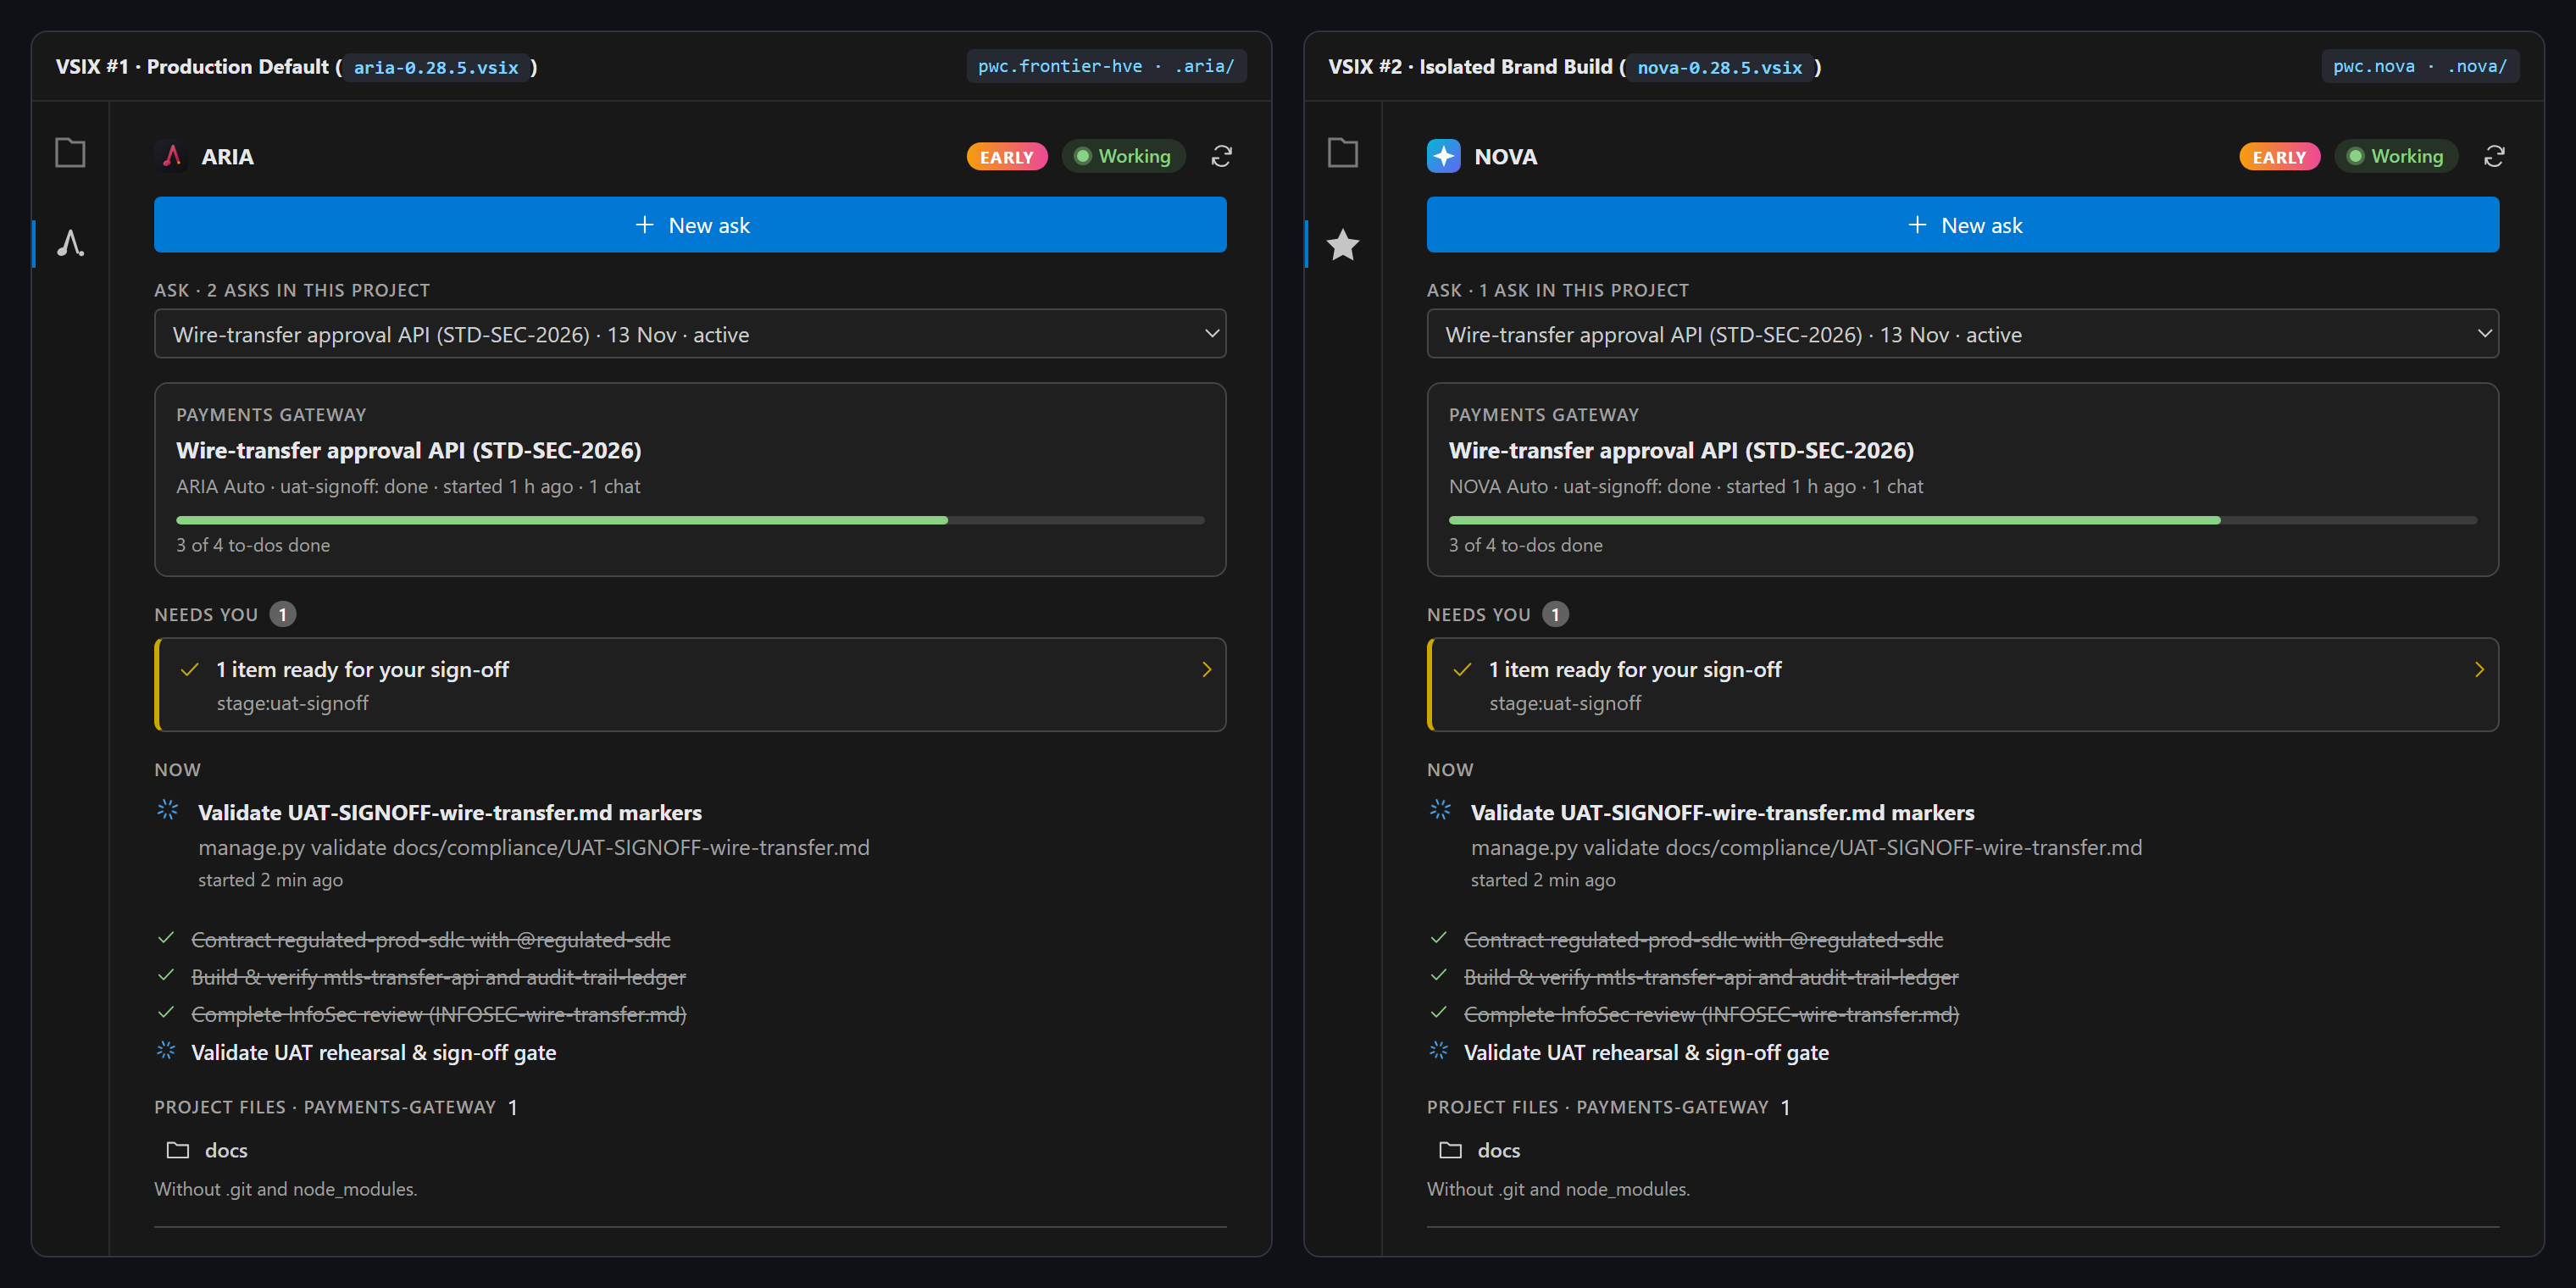 VSIX #1 · Production Default ( aria-0.28.5.vsix )
pwc.frontier-hve · .aria/
ARIA
EARLY
Working
+ New ask
ASK · 2 ASKS IN THIS PROJECT
Wire-transfer approval API (STD-SEC-2026) · 13 Nov · active
PAYMENTS GATEWAY
Wire-transfer approval API (STD-SEC-2026)
ARIA Auto · uat-signoff: done · started 1 h ago · 1 chat
3 of 4 to-dos done
NEEDS YOU 1
1 item ready for your sign-off
stage:uat-signoff
NOW
Validate UAT-SIGNOFF-wire-transfer.md markers
manage.py validate docs/compliance/UAT-SIGNOFF-wire-transfer.md
started 2 min ago
Contract regulated-prod-sdlc with @regulated-sdlc
Build & verify mtls-transfer-api and audit-trail-ledger
Complete InfoSec review (INFOSEC-wire-transfer.md)
Validate UAT rehearsal & sign-off gate
PROJECT FILES · PAYMENTS-GATEWAY 1
docs
Without .git and node_modules.
VSIX #2 · Isolated Brand Build ( nova-0.28.5.vsix )
pwc.nova · .nova/
NOVA
EARLY
Working
+ New ask
ASK · 1 ASK IN THIS PROJECT
Wire-transfer approval API (STD-SEC-2026) · 13 Nov · active
PAYMENTS GATEWAY
Wire-transfer approval API (STD-SEC-2026)
NOVA Auto · uat-signoff: done · started 1 h ago · 1 chat
3 of 4 to-dos done
NEEDS YOU 1
1 item ready for your sign-off
stage:uat-signoff
NOW
Validate UAT-SIGNOFF-wire-transfer.md markers
manage.py validate docs/compliance/UAT-SIGNOFF-wire-transfer.md
started 2 min ago
Contract regulated-prod-sdlc with @regulated-sdlc
Build & verify mtls-transfer-api and audit-trail-ledger
Complete InfoSec review (INFOSEC-wire-transfer.md)
Validate UAT rehearsal & sign-off gate
PROJECT FILES · PAYMENTS-GATEWAY 1
docs
Without .git and node_modules.